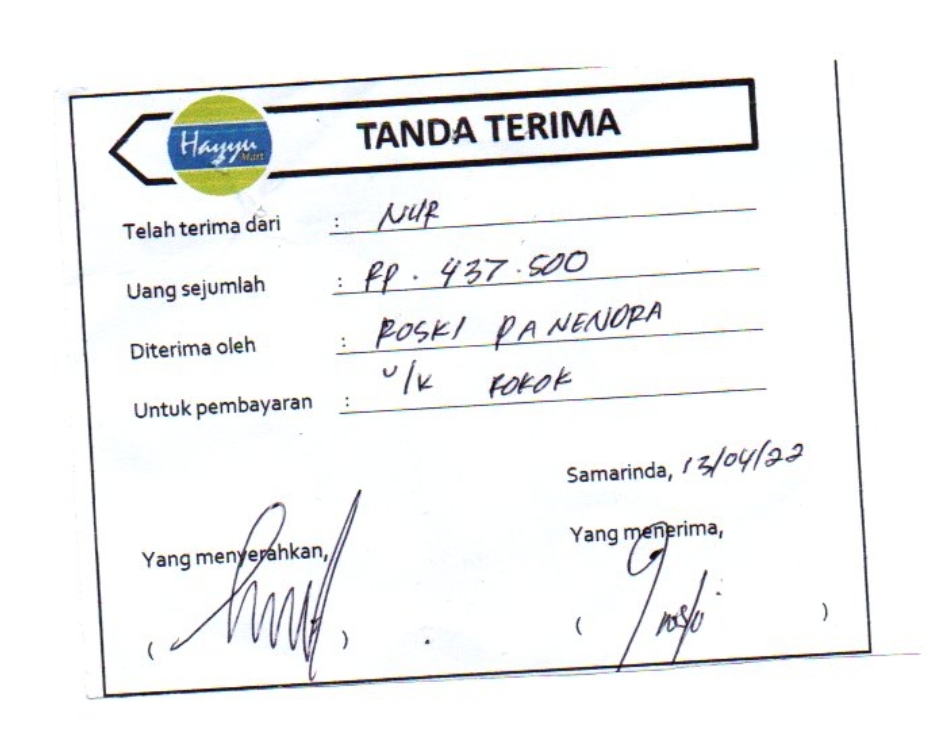 Hayyu Mart
TANDA TERIMA
Telah terima dari : NUR
Uang sejumlah : RP. 437.500
Diterima oleh : ROSKI PANENDRA
Untuk pembayaran : U/K ROKOK
Samarinda, 13/04/22
Yang menyerahkan, Yang menerima,
( ) ( roski )